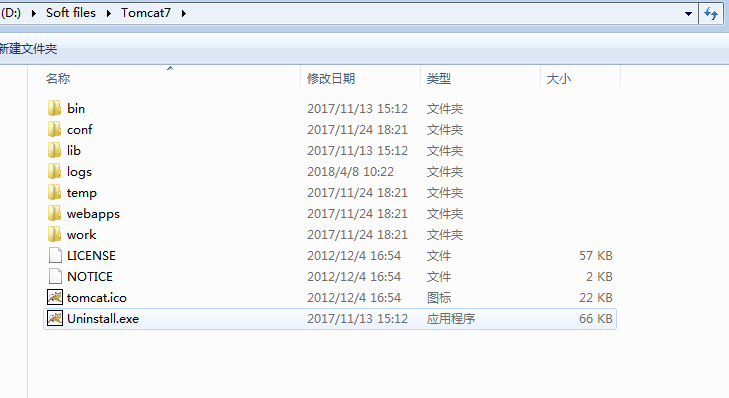 (D:) Soft files Tomcat7
新建文件夹
名称 修改日期 类型 大小
bin 2017/11/13 15:12 文件夹
conf 2017/11/24 18:21 文件夹
lib 2017/11/13 15:12 文件夹
logs 2018/4/8 10:22 文件夹
temp 2017/11/24 18:21 文件夹
webapps 2017/11/24 18:21 文件夹
work 2017/11/24 18:21 文件夹
LICENSE 2012/12/4 16:54 文件 57 KB
NOTICE 2012/12/4 16:54 文件 2 KB
tomcat.ico 2012/12/4 16:54 图标 22 KB
Uninstall.exe 2017/11/13 15:12 应用程序 66 KB